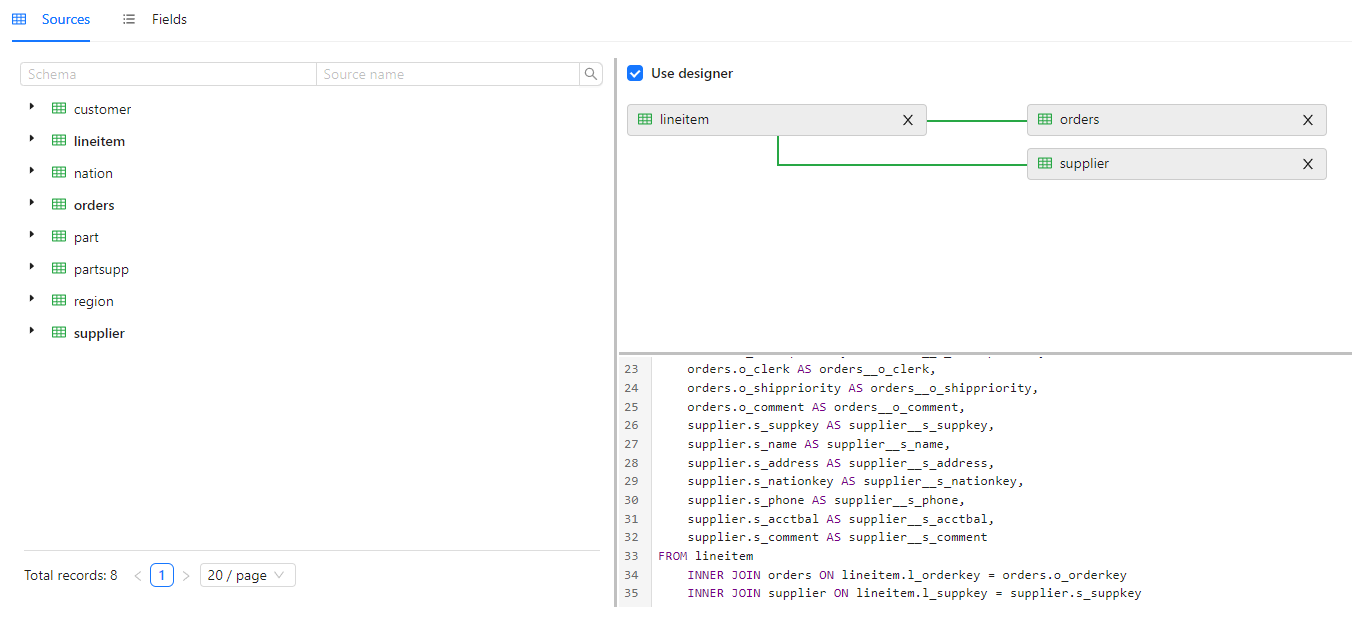 Sources Fields
Schema Source name
customer
lineitem
nation
orders
part
partsupp
region
supplier
Total records: 8 < 1 > 20 / page
Use designer
lineitem X orders X
supplier X
23 orders.o_clerk AS orders__o_clerk,
24 orders.o_shippriority AS orders__o_shippriority,
25 orders.o_comment AS orders__o_comment,
26 supplier.s_suppkey AS supplier__s_suppkey,
27 supplier.s_name AS supplier__s_name,
28 supplier.s_address AS supplier__s_address,
29 supplier.s_nationkey AS supplier__s_nationkey,
30 supplier.s_phone AS supplier__s_phone,
31 supplier.s_acctbal AS supplier__s_acctbal,
32 supplier.s_comment AS supplier__s_comment
33 FROM lineitem
34 INNER JOIN orders ON lineitem.l_orderkey = orders.o_orderkey
35 INNER JOIN supplier ON lineitem.l_suppkey = supplier.s_suppkey